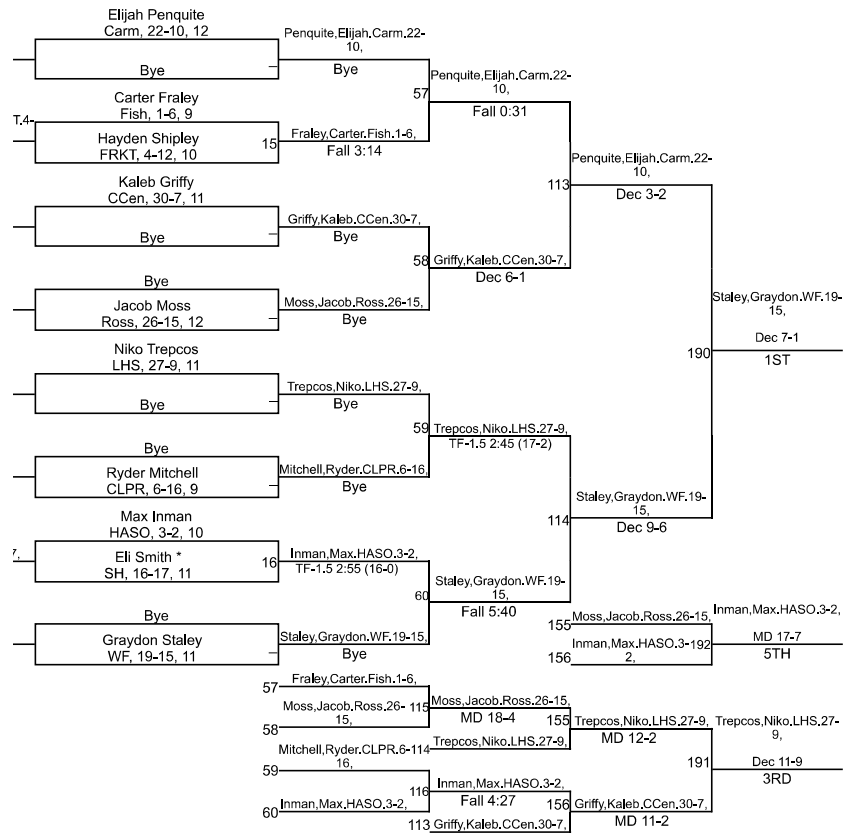 Elijah Penquite
Carm, 22-10, 12
Bye
Penquite,Elijah.Carm.22-
10,
Bye
57
Penquite,Elijah.Carm.22-
10,
Fall 0:31
T.4-
Carter Fraley
Fish, 1-6, 9
Hayden Shipley
FRKT, 4-12, 10
15
Fraley,Carter.Fish.1-6,
Fall 3:14
113
Penquite,Elijah.Carm.22-
10,
Dec 3-2
Kaleb Griffy
CCen, 30-7, 11
Bye
Griffy,Kaleb.CCen.30-7,
Bye
58
Griffy,Kaleb.CCen.30-7,
Dec 6-1
Bye
Jacob Moss
Ross, 26-15, 12
Moss,Jacob.Ross.26-15,
Bye
190
Staley,Graydon.WF.19-
15,
Dec 7-1
1ST
Niko Trepcos
LHS, 27-9, 11
Bye
Trepcos,Niko.LHS.27-9,
Bye
59
Trepcos,Niko.LHS.27-9,
TF-1.5 2:45 (17-2)
Bye
Ryder Mitchell
CLPR, 6-16, 9
Mitchell,Ryder.CLPR.6-16,
Bye
114
Staley,Graydon.WF.19-
15,
Dec 9-6
7,
Max Inman
HASO, 3-2, 10
Eli Smith *
SH, 16-17, 11
16
Inman,Max.HASO.3-2,
TF-1.5 2:55 (16-0)
60
Staley,Graydon.WF.19-
15,
Fall 5:40
Bye
Graydon Staley
WF, 19-15, 11
Staley,Graydon.WF.19-15,
Bye
155
Moss,Jacob.Ross.26-15,
156
Inman,Max.HASO.3-
2,
192
Inman,Max.HASO.3-2,
MD 17-7
5TH
57
Fraley,Carter.Fish.1-6,
58
Moss,Jacob.Ross.26-
15,
115
Moss,Jacob.Ross.26-15,
MD 18-4
114
Trepcos,Niko.LHS.27-9,
155
Trepcos,Niko.LHS.27-9,
MD 12-2
59
Mitchell,Ryder.CLPR.6-
16,
60
Inman,Max.HASO.3-2,
116
Inman,Max.HASO.3-2,
Fall 4:27
113
Griffy,Kaleb.CCen.30-7,
156
Griffy,Kaleb.CCen.30-7,
MD 11-2
191
Trepcos,Niko.LHS.27-
9,
Dec 11-9
3RD